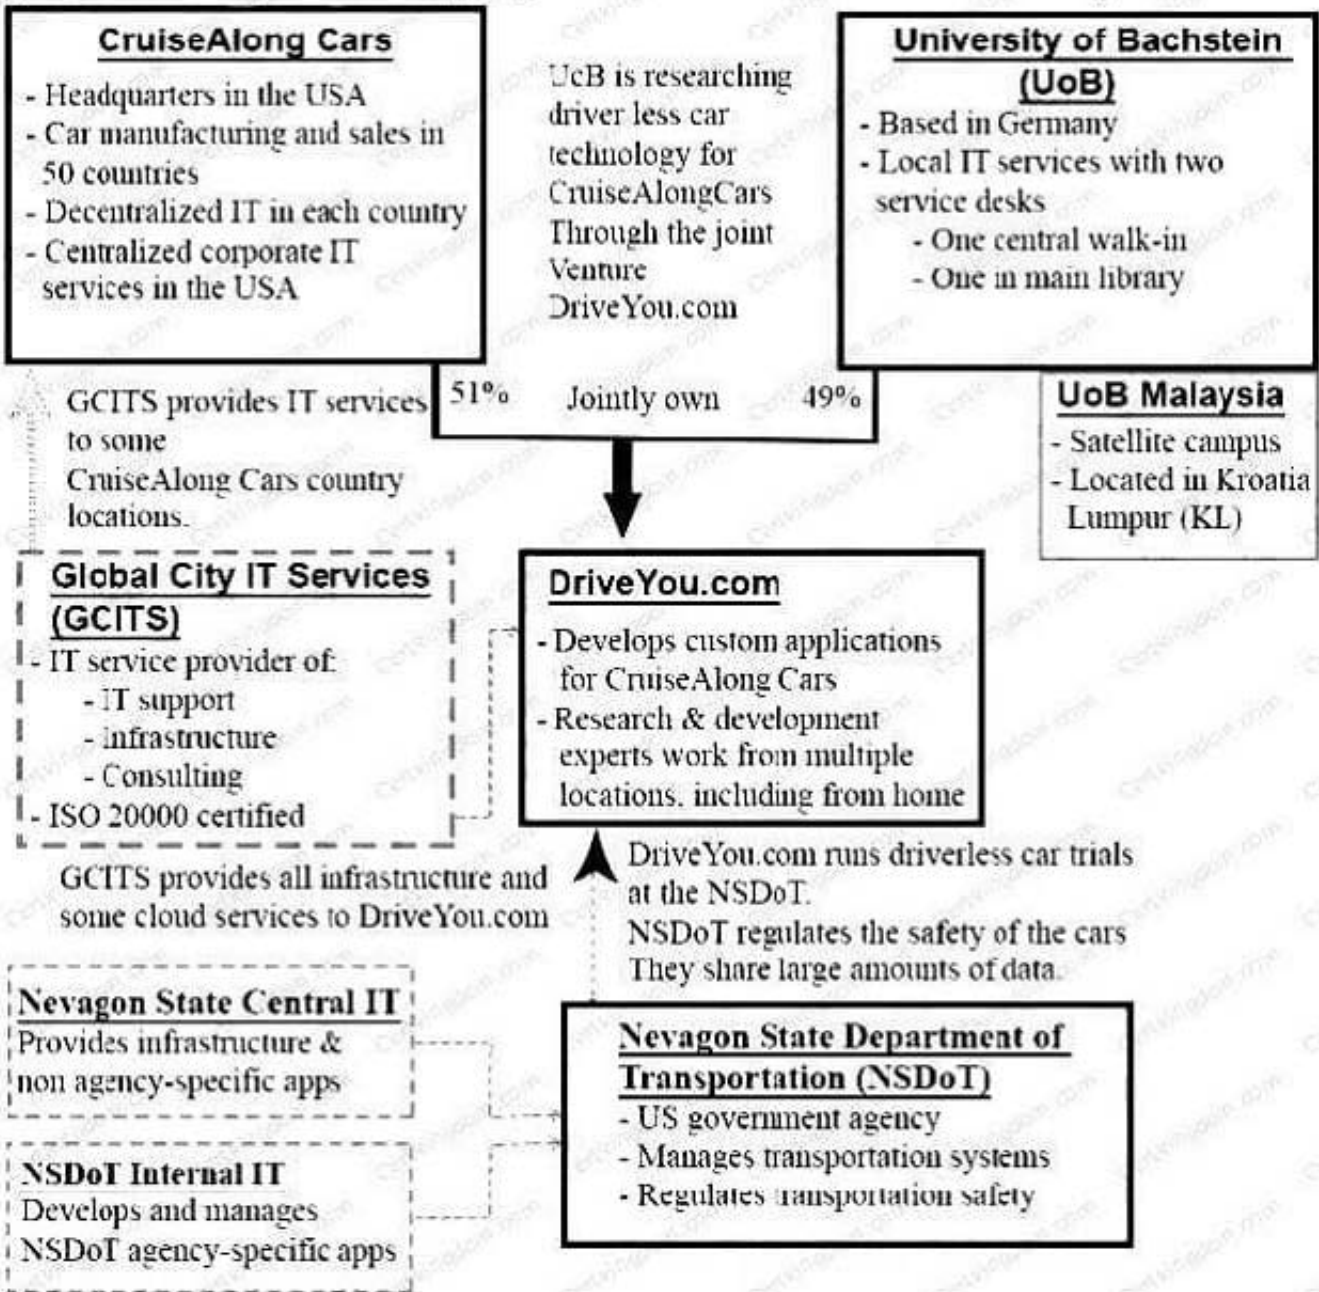 CruiseAlong Cars
- Headquarters in the USA
- Car manufacturing and sales in
50 countries
- Decentralized IT in each country
- Centralized corporate IT
services in the USA
UcB is researching
driver less car
technology for
CruiseAlongCars
Through the joint
Venture
DriveYou.com
University of Bachstein
(UoB)
- Based in Germany
- Local IT services with two
service desks
- One central walk-in
- One in main library
51% Jointly own 49%
UoB Malaysia
- Satellite campus
- Located in Kroatia
Lumpur (KL)
GCITS provides IT services
to some
CruiseAlong Cars country
locations.
Global City IT Services
(GCITS)
- IT service provider of:
- IT support
- Infrastructure
- Consulting
- ISO 20000 certified
DriveYou.com
- Develops custom applications
for CruiseAlong Cars
- Research & development
experts work from multiple
locations. including from home
GCITS provides all infrastructure and
some cloud services to DriveYou.com
DriveYou.com runs driverless car trials
at the NSDoT.
NSDoT regulates the safety of the cars
They share large amounts of data.
Nevagon State Central IT
Provides infrastructure &
non agency-specific apps
NSDoT Internal IT
Develops and manages
NSDoT agency-specific apps
Nevagon State Department of
Transportation (NSDoT)
- US government agency
- Manages transportation systems
- Regulates transportation safety